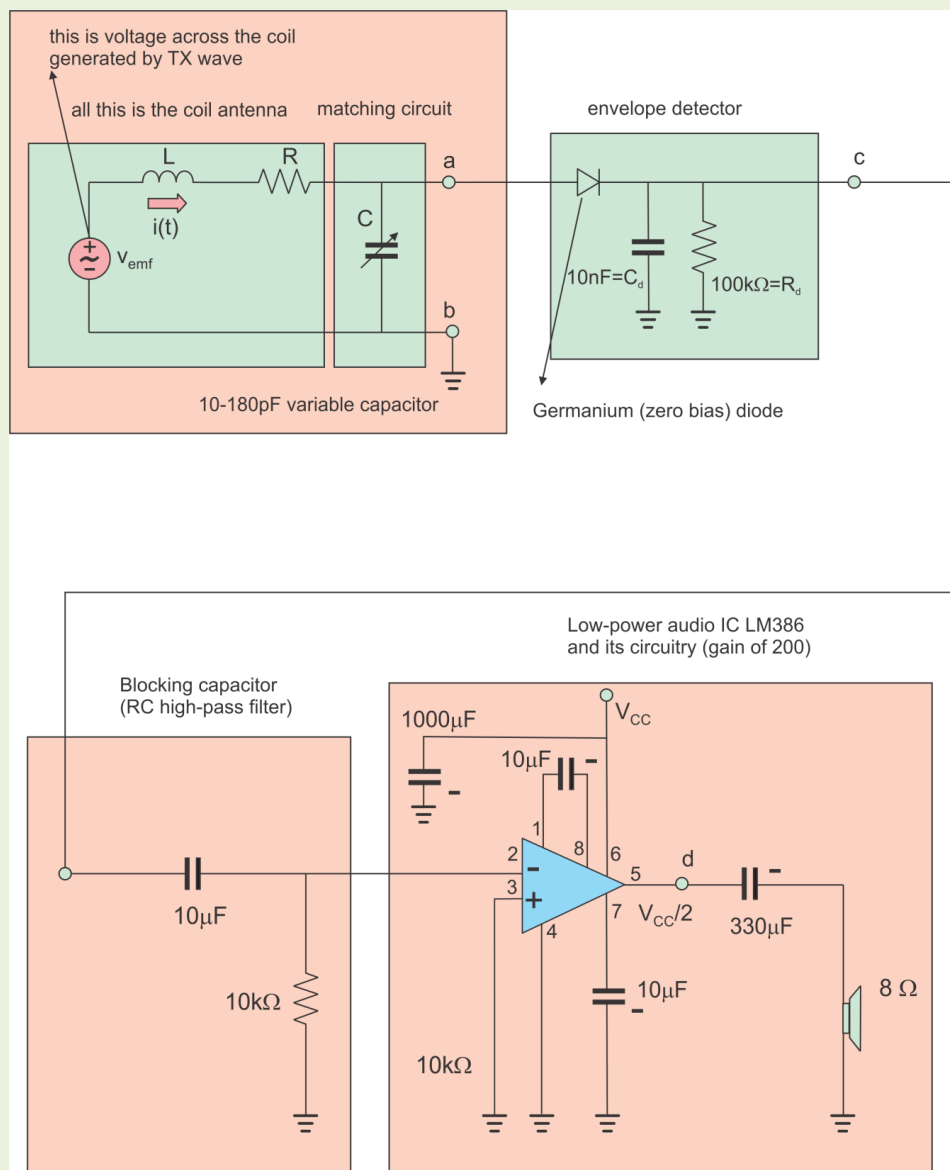 this is voltage across the coil
generated by TX wave
all this is the coil antenna
matching circuit
envelope detector
L
R
a
c
i(t)
C
+
~
-
v_emf
10nF=C_d
100kΩ=R_d
b
10-180pF variable capacitor
Germanium (zero bias) diode
Low-power audio IC LM386
and its circuitry (gain of 200)
Blocking capacitor
(RC high-pass filter)
V_CC
1000µF
-
10µF
-
1
8
6
2
-
3
+
5
d
7
4
V_CC/2
-
330µF
10µF
10kΩ
10µF
-
8 Ω
10kΩ